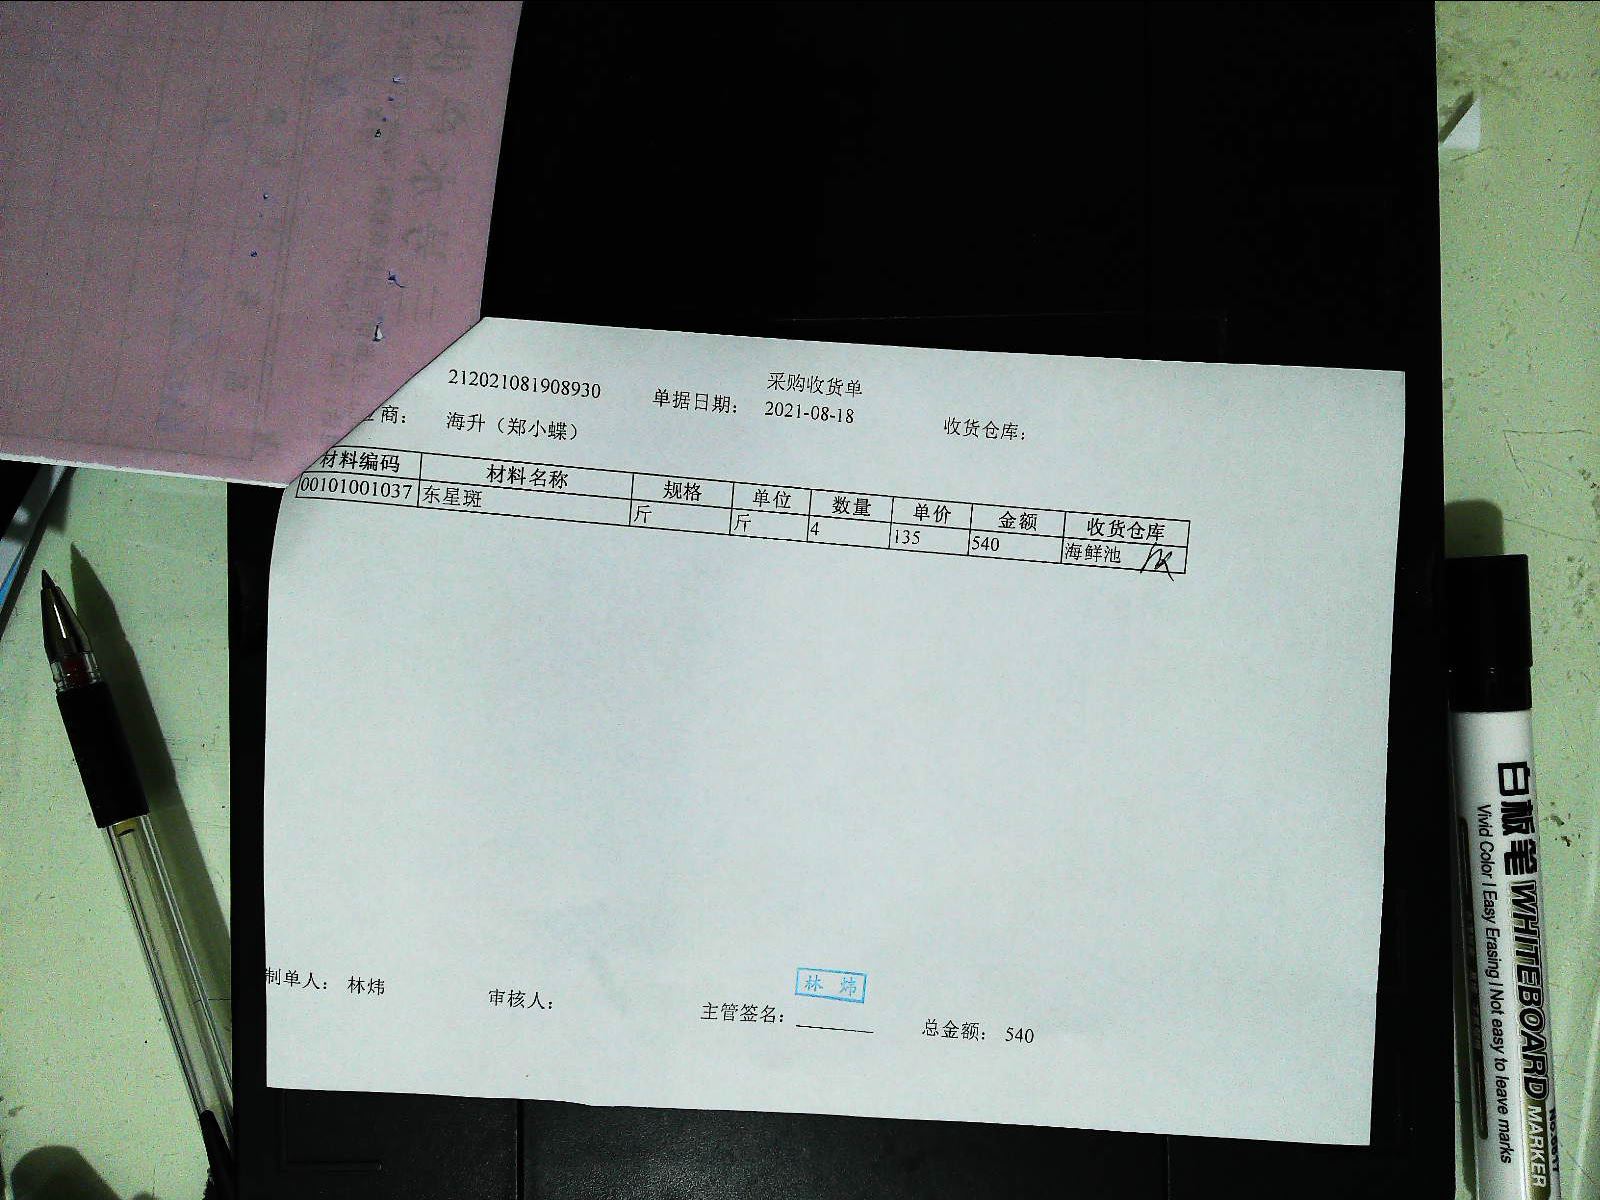 采购收货单
212021081908930 单据日期: 2021-08-18 收货仓库:
商: 海升（郑小蝶）
材料编码 材料名称 规格 单位 数量 单价 金额 收货仓库
00101001037 东星斑 斤 斤 4 135 540 海鲜池
林 炜
制单人: 林炜 审核人: 主管签名: 总金额: 540
白板笔 WHITEBOARD MARKER
Vivid Color | Easy Erasing | Not easy to leave marks